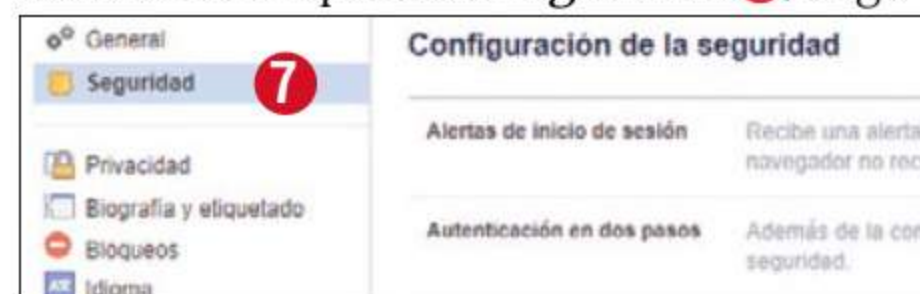 General
Seguridad
7
Privacidad
Biografía y etiquetado
Bloqueos
Idioma
Configuración de la seguridad
Alertas de inicio de sesión
Recibe una alerta
navegador no rec
Autenticación en dos pasos
Además de la con
seguridad.